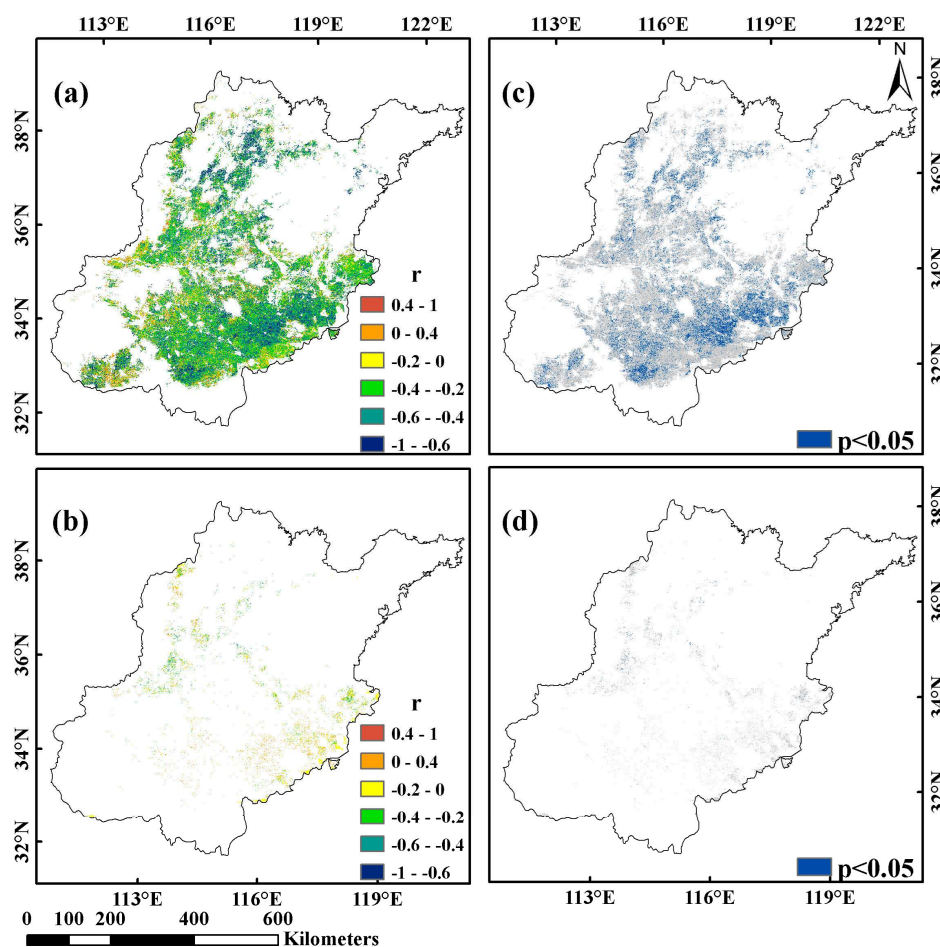 113°E 116°E 119°E 122°E 113°E 116°E 119°E 122°E
(a)
38°N
36°N
34°N
32°N
r
0.4 - 1
0 - 0.4
-0.2 - 0
-0.4 - -0.2
-0.6 - -0.4
-1 - -0.6
(c)
N
38°N
36°N
34°N
32°N
p<0.05
(b)
38°N
36°N
34°N
32°N
r
0.4 - 1
0 - 0.4
-0.2 - 0
-0.4 - -0.2
-0.6 - -0.4
-1 - -0.6
(d)
38°N
36°N
34°N
32°N
p<0.05
113°E 116°E 119°E 113°E 116°E 119°E
0 100 200 400 600
Kilometers